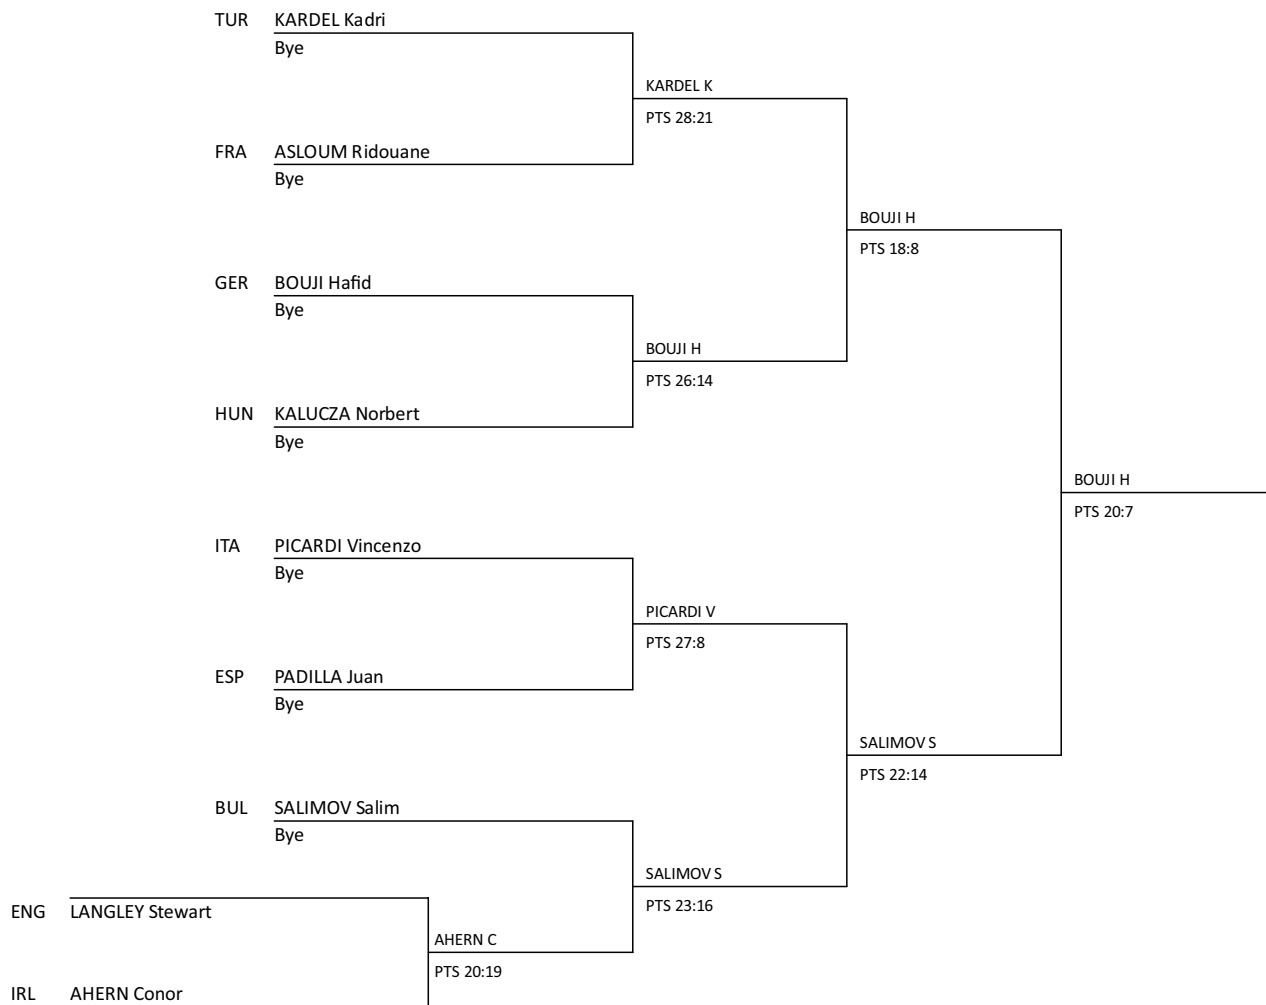 TUR KARDEL Kadri
Bye
KARDEL K
PTS 28:21
FRA ASLOUM Ridouane
Bye
BOUJI H
PTS 18:8
GER BOUJI Hafid
Bye
BOUJI H
PTS 26:14
HUN KALUCZA Norbert
Bye
BOUJI H
PTS 20:7
ITA PICARDI Vincenzo
Bye
PICARDI V
PTS 27:8
ESP PADILLA Juan
Bye
SALIMOV S
PTS 22:14
BUL SALIMOV Salim
Bye
SALIMOV S
PTS 23:16
ENG LANGLEY Stewart
AHERN C
PTS 20:19
IRL AHERN Conor